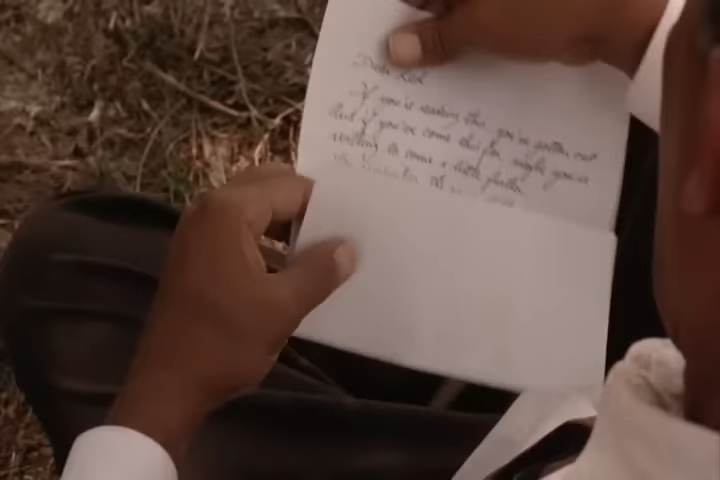 Dear Red
If you're reading this you've gotten out
And if you've come this far maybe you're
willing to come a little further